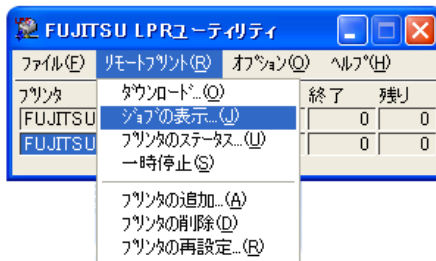 FUJITSU LPRユーティリティ
ファイル(F) リモートプリント(R) オプション(O) ヘルプ(H)
プリンタ 終了 残り
FUJITSU 0 0
FUJITSU 0 0
ダウンロード...(O)
ジョブの表示...(J)
プリンタのステータス...(U)
一時停止(S)
プリンタの追加...(A)
プリンタの削除(D)
プリンタの再設定...(R)